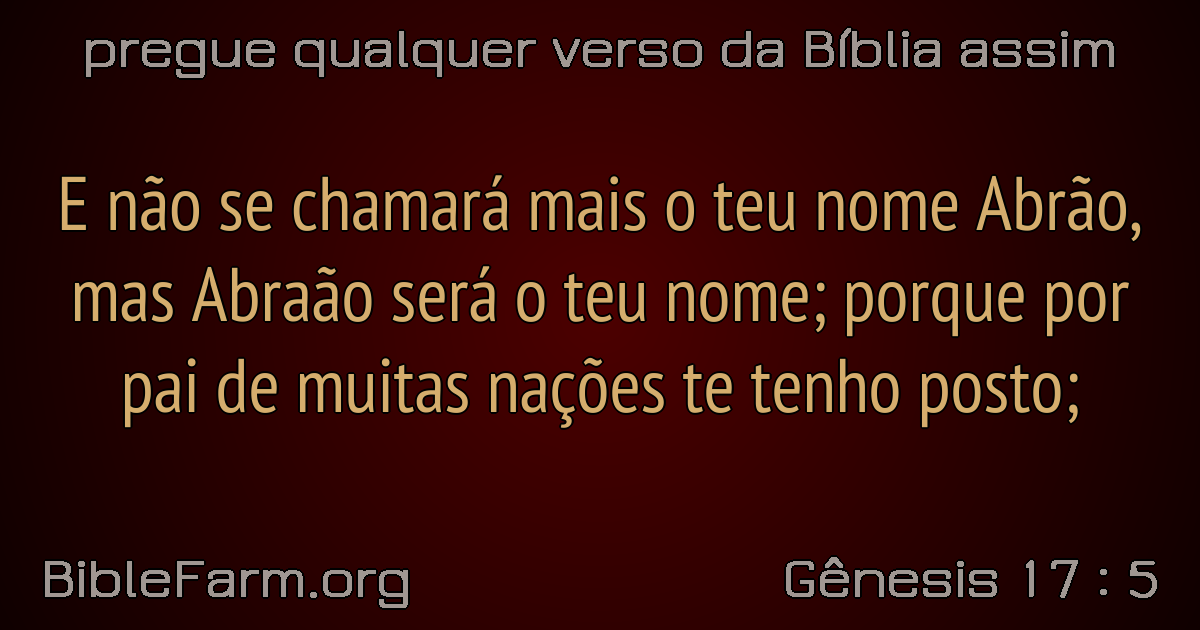 pregue qualquer verso da Bíblia assim
E não se chamará mais o teu nome Abrão,
mas Abraão será o teu nome; porque por
pai de muitas nações te tenho posto;
BibleFarm.org
Gênesis 17 : 5